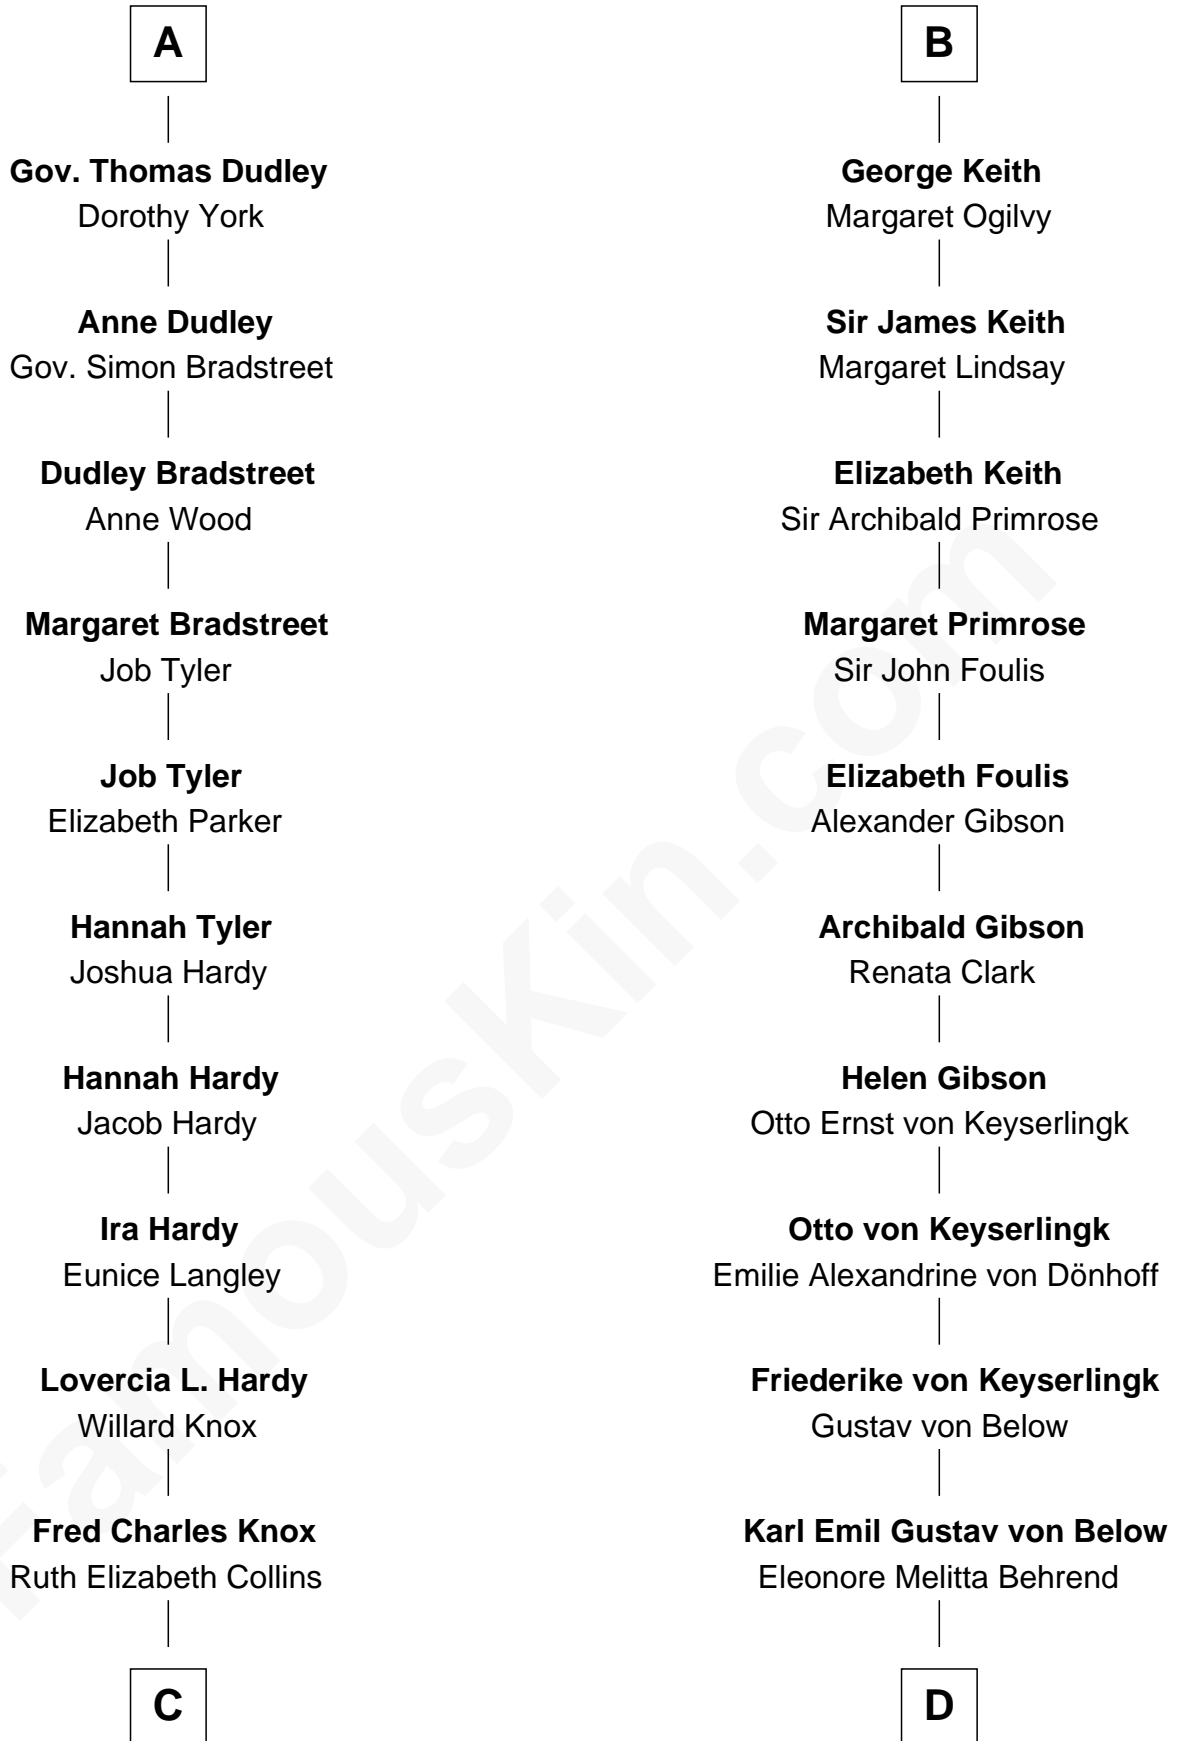 A
Gov. Thomas Dudley
Dorothy York
Anne Dudley
Gov. Simon Bradstreet
Dudley Bradstreet
Anne Wood
Margaret Bradstreet
Job Tyler
Job Tyler
Elizabeth Parker
Hannah Tyler
Joshua Hardy
Hannah Hardy
Jacob Hardy
Ira Hardy
Eunice Langley
Lovercia L. Hardy
Willard Knox
Fred Charles Knox
Ruth Elizabeth Collins
C
B
George Keith
Margaret Ogilvy
Sir James Keith
Margaret Lindsay
Elizabeth Keith
Sir Archibald Primrose
Margaret Primrose
Sir John Foulis
Elizabeth Foulis
Alexander Gibson
Archibald Gibson
Renata Clark
Helen Gibson
Otto Ernst von Keyserlingk
Otto von Keyserlingk
Emilie Alexandrine von Dönhoff
Friederike von Keyserlingk
Gustav von Below
Karl Emil Gustav von Below
Eleonore Melitta Behrend
D
FamousKin.com